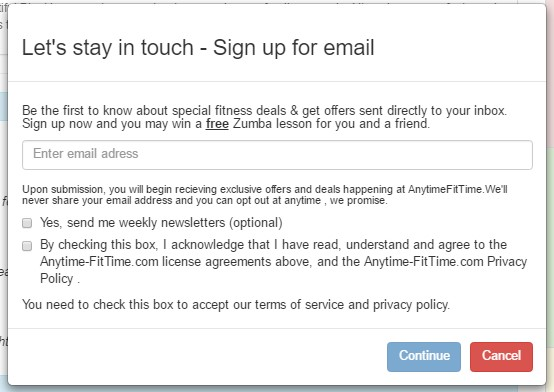 Let's stay in touch - Sign up for email
Be the first to know about special fitness deals & get offers sent directly to your inbox.
Sign up now and you may win a free Zumba lesson for you and a friend.
Enter email adress
Upon submission, you will begin recieving exclusive offers and deals happening at AnytimeFitTime.We'll
never share your email address and you can opt out at anytime , we promise.
Yes, send me weekly newsletters (optional)
By checking this box, I acknowledge that I have read, understand and agree to the
Anytime-FitTime.com license agreements above, and the Anytime-FitTime.com Privacy
Policy .
You need to check this box to accept our terms of service and privacy policy.
Continue Cancel